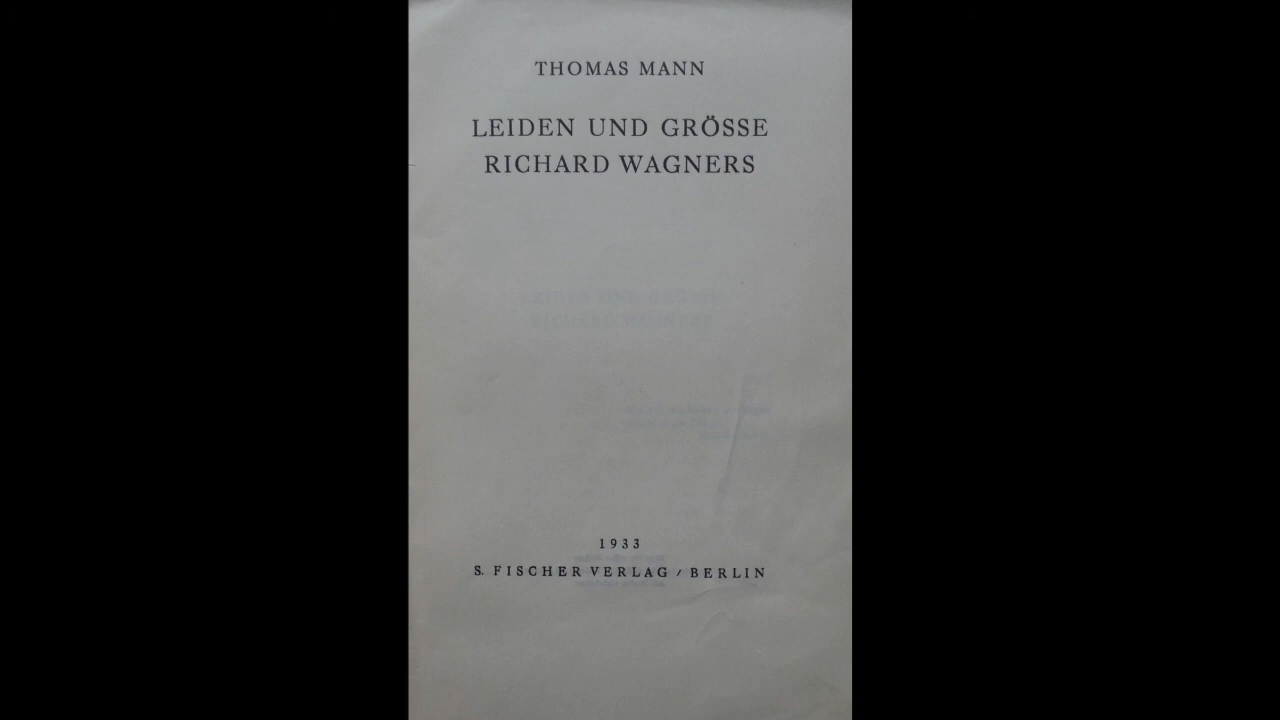 THOMAS MANN
LEIDEN UND GRÖSSE
RICHARD WAGNERS
1933
S. FISCHER VERLAG / BERLIN